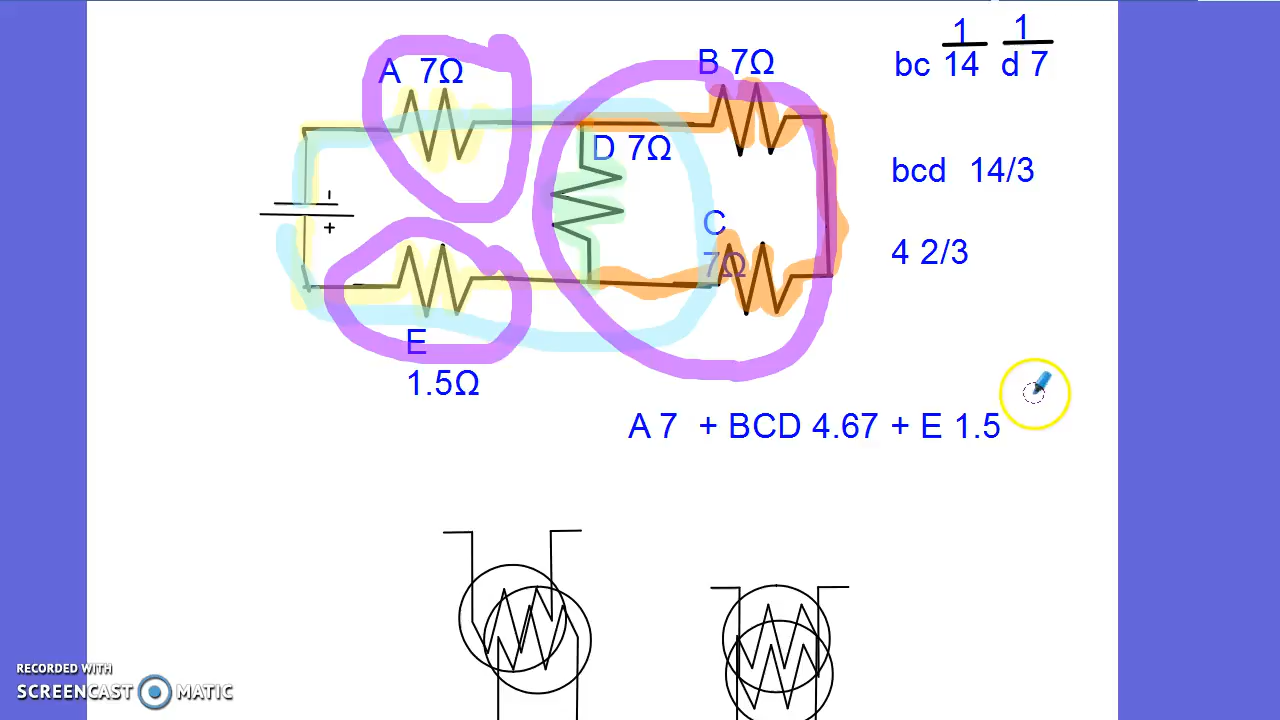 1 1
bc 14 d 7
A 7Ω
B 7Ω
D 7Ω
bcd 14/3
-
+
C
7Ω
4 2/3
E
1.5Ω
A 7 + BCD 4.67 + E 1.5
RECORDED WITH
SCREENCAST MATIC